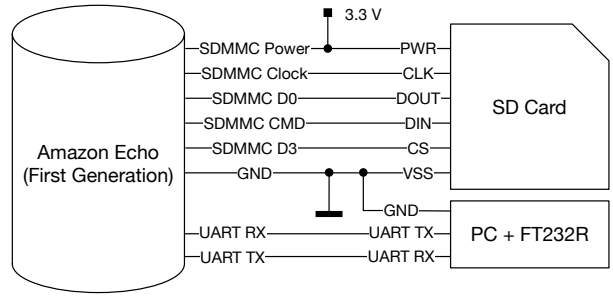 3.3 V
SDMMC Power PWR
SDMMC Clock CLK
SDMMC D0 DOUT
SDMMC CMD DIN
SDMMC D3 CS
GND VSS
SD Card
Amazon Echo
(First Generation)
GND
UART RX UART TX
UART TX UART RX
PC + FT232R